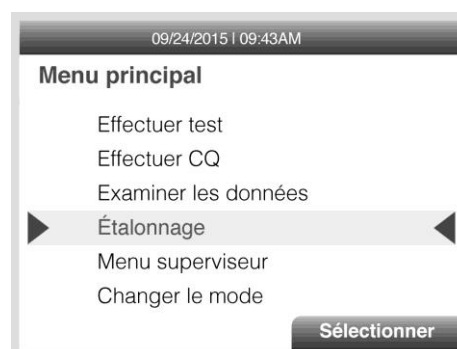 09/24/2015 | 09:43AM
Menu principal
Effectuer test
Effectuer CQ
Examiner les données
Étalonnage
Menu superviseur
Changer le mode
Sélectionner